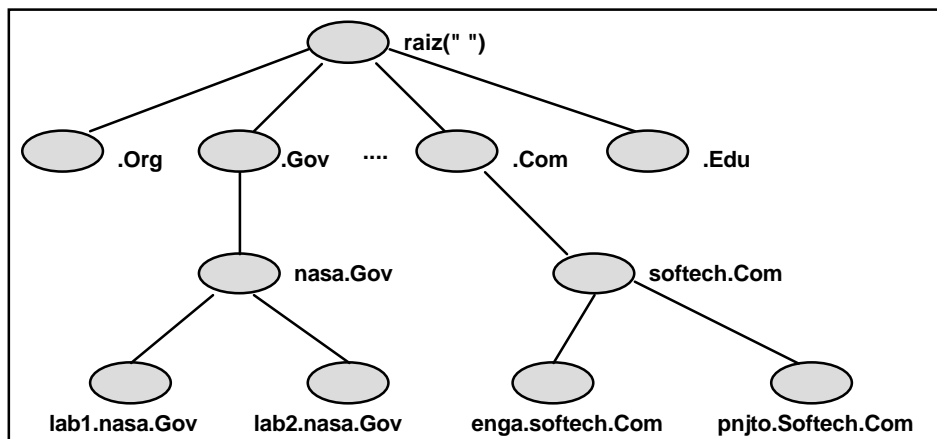 raiz(" ")
.Org
.Gov
....
.Com
.Edu
nasa.Gov
softech.Com
lab1.nasa.Gov
lab2.nasa.Gov
enga.softech.Com
pnjto.Softech.Com